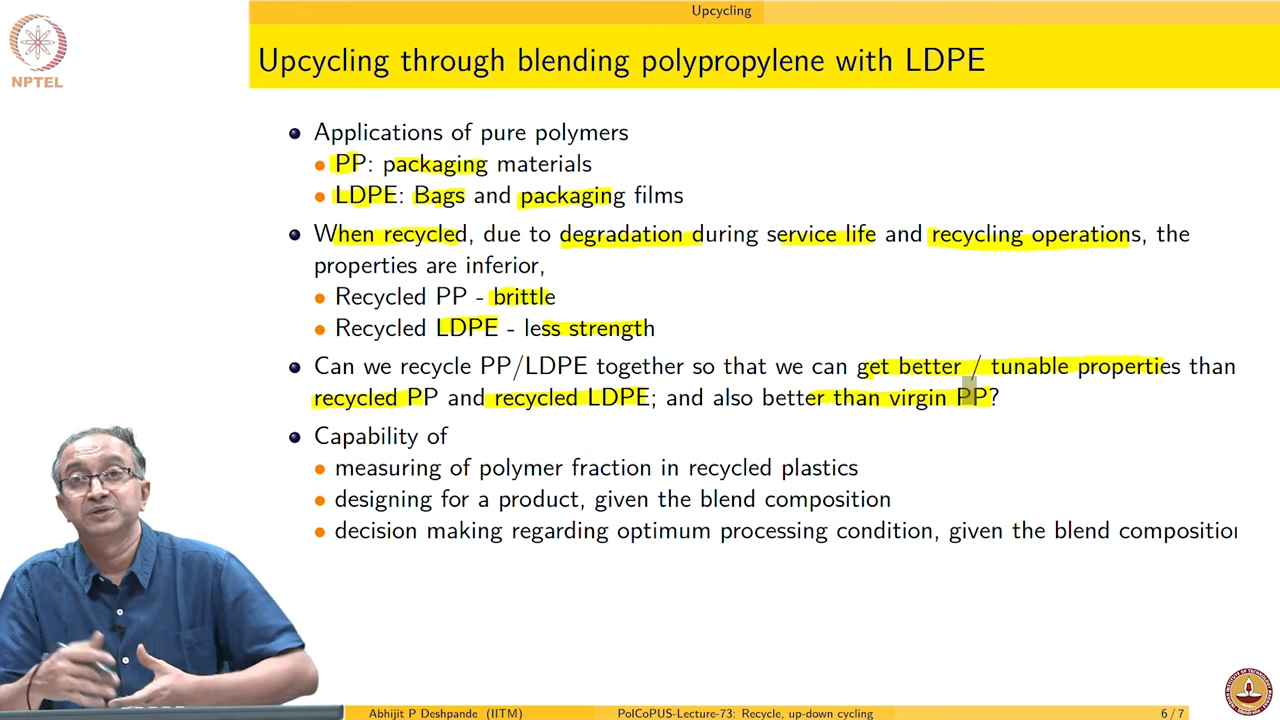 Upcycling
NPTEL
Upcycling through blending polypropylene with LDPE
Applications of pure polymers
PP: packaging materials
LDPE: Bags and packaging films
When recycled, due to degradation during service life and recycling operations, the
properties are inferior,
Recycled PP - brittle
Recycled LDPE - less strength
Can we recycle PP/LDPE together so that we can get better / tunable properties than
recycled PP and recycled LDPE; and also better than virgin PP?
Capability of
measuring of polymer fraction in recycled plastics
designing for a product, given the blend composition
decision making regarding optimum processing condition, given the blend compositio
Abhijit P Deshpande (IITM) PolCoPUS-Lecture-73: Recycle, up-down cycling 6 / 7